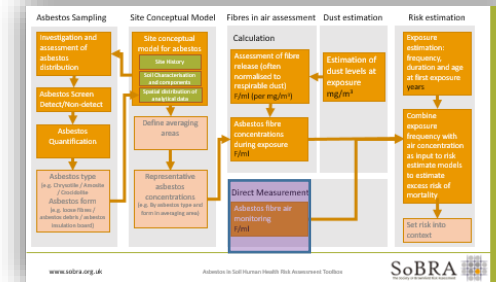 Asbestos Sampling
Site Conceptual Model
Fibres in air assessment
Dust estimation
Risk estimation
Investigation and
assessment of
asbestos
distribution
Asbestos Screen
Detect/Non-detect
Asbestos
Quantification
Asbestos type
(e.g. Chrysotile / Amosite /
Crocidolite)
Asbestos form
(e.g. loose fibres /
asbestos debris / asbestos
insulation board)
Site conceptual
model for asbestos
Site history
Soil Characterisation
and components
Spatial distribution of
analytical data
Define averaging
areas
Representative
asbestos
concentrations
(e.g. By asbestos type and
form in averaging area)
Calculation
Assessment of fibre
release (often
normalised to
respirable dust)
F/ml (per mg/m³)
Asbestos fibre
concentrations
during exposure
F/ml
Direct Measurement
Asbestos fibre air
monitoring
F/ml
Estimation of
dust levels at
exposure
mg/m³
Exposure
estimation:
frequency,
duration and age
at first exposure
years
Combine
exposure
frequency with
air concentration
as input to risk
estimate models
to estimate
excess risk of
mortality
Set risk into
context
www.sobra.org.uk
Asbestos in Soil Human Health Risk Assessment Toolbox
SoBRA